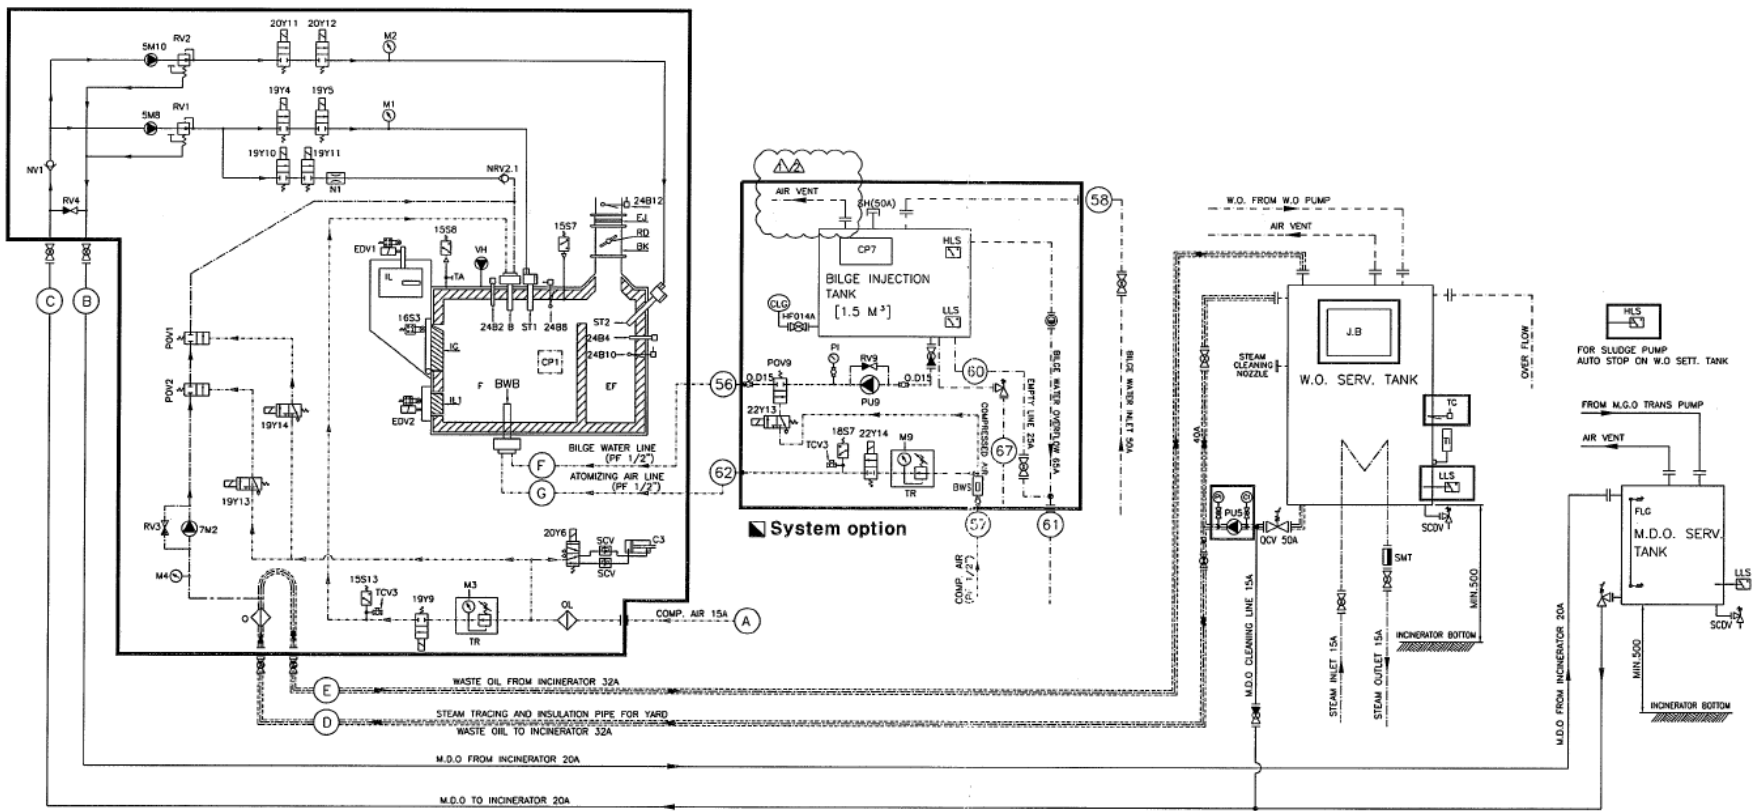 20Y11 20Y12
M2
5M10 RV2
19Y4 19Y5
M1
5M8 RV1
19Y10 19Y11
N1
NRV2.1
NV1
RV4
24B12
EJ
RD
BK
15S8 VH 15S7
EDV1
IL
TA
16S3
24B2 B ST1 24B8
ST2
24B4
24B10
IC
CP1
F BWB EF
IL1
EDV2
C B
POV1
POV2
19Y14
19Y13
RV3
7M2
M4
BILGE WATER LINE
(PF 1/2")
F
ATOMIZING AIR LINE
(PF 1/2")
G
20Y6
SCV
SCV
C3
15S13
TCV3
19Y9
M3
TR
OL
COMP. AIR 15A
A
O
E
WASTE OIL FROM INCINERATOR 32A
D
STEAM TRACING AND INSULATION PIPE FOR YARD
WASTE OIIL TO INCINERATOR 32A
M.D.O FROM INCINERATOR 20A
M.D.O TO INCINERATOR 20A
1 2
AIR VENT
SH(50A)
58
CP7
HLS
BILGE INJECTION
TANK
[1.5 M³]
LLS
CLG
HF014A
PI
POV9
RV9
O.D15
O.D15
PU9
56
60
22Y13
18S7
22Y14
M9
TCV3
TR
BWS
62
67
57
61
COMPRESSED AIR
EMPTY LINE 25A
BILGE WATER OVERFLOW 65A
BILGE WATER INLET 50A
COMP. AIR
(PF 1/2")
System option
W.O. FROM W.O PUMP
AIR VENT
J.B
W.O. SERV. TANK
STEAM
CLEANING
NOZZLE
40A
OVER FLOW
TC
TI
LLS
SCDV
PU5
OCV 50A
SMT
M.D.O CLEANING LINE 15A
STEAM INLET 15A
STEAM OUTLET 15A
MIN.500
INCINERATOR BOTTOM
HLS
FOR SLUDGE PUMP
AUTO STOP ON W.O SETT. TANK
FROM M.G.O TRANS PUMP
AIR VENT
FLG
M.D.O. SERV.
TANK
LLS
SCDV
MIN.500
INCINERATOR BOTTOM
M.D.O FROM INCINERATOR 20A